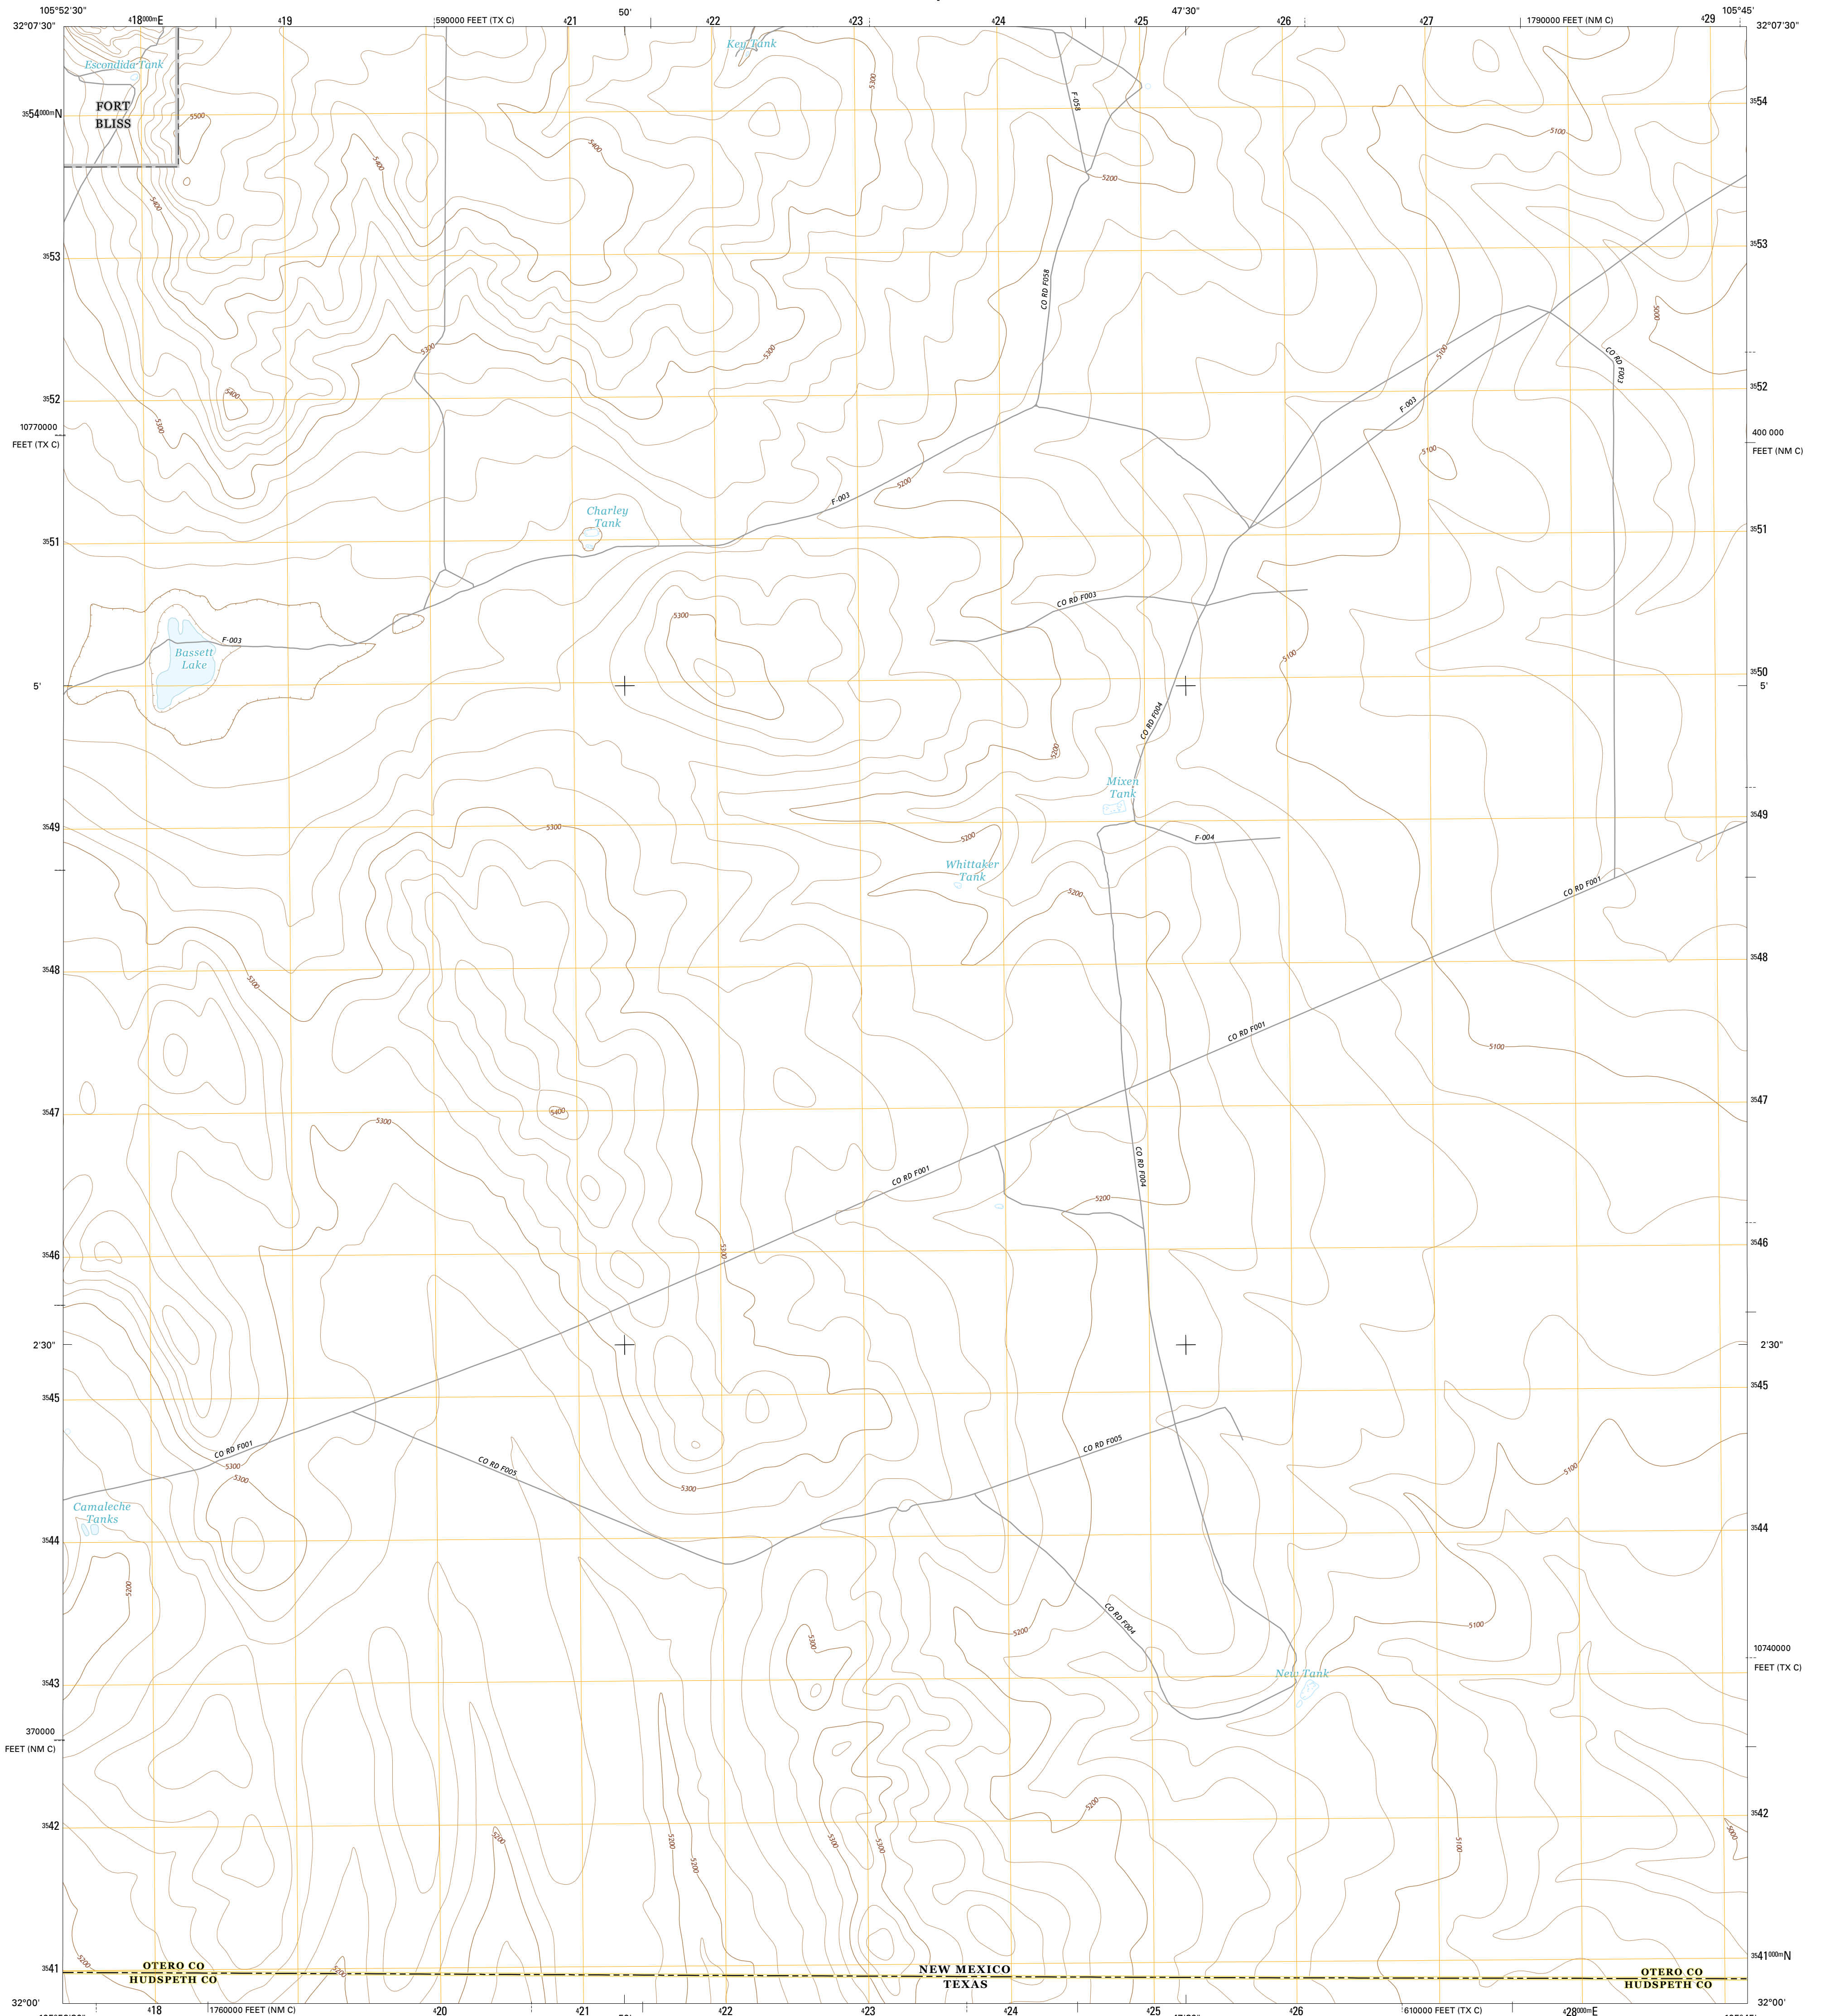 105°52'30"
⁴18⁰⁰⁰ᵐE
⁴19
590000 FEET (TX C)
⁴21
50'
⁴22
⁴23
⁴24
47'30"
⁴25
⁴26
⁴27
1790000 FEET (NM C)
⁴29
105°45'
32°07'30"
32°07'30"
Key Tank
Escondida Tank
5300
F-058
FORT
BLISS
³⁵54⁰⁰⁰ᵐN
³⁵54
5500
5100
5400
5400
5200
5400
³⁵53
³⁵53
CO RD F058
5000
5300
5300
5100
CO RD F003
³⁵52
³⁵52
5400
F-003
5300
10770000
FEET (TX C)
400 000
FEET (NM C)
5100
5200
F-003
Charley
Tank
³⁵51
³⁵51
CO RD F003
5300
F-003
Bassett
Lake
5100
³⁵50
5'
5'
CO RD F004
5200
Mixen
Tank
³⁵49
³⁵49
5300
5200
F-004
Whittaker
Tank
5200
CO RD F001
³⁵48
³⁵48
5300
CO RD F001
5100
³⁵47
³⁵47
5400
5300
CO RD F004
CO RD F001
5200
³⁵46
³⁵46
5300
2'30"
2'30"
³⁵45
³⁵45
CO RD F001
CO RD F005
5300
5300
CO RD F005
5100
5300
Camaleche
Tanks
³⁵44
³⁵44
5200
CO RD F004
5200
5100
5300
10740000
FEET (TX C)
New Tank
³⁵43
³⁵43
370000
FEET (NM C)
5200
³⁵42
³⁵42
5200
5200
5300
5300
5100
5000
5200
³⁵41
³⁵41⁰⁰⁰ᵐN
5200
5200
OTERO CO
HUDSPETH CO
NEW MEXICO
TEXAS
OTERO CO
HUDSPETH CO
32°00'
32°00'
⁴18
1760000 FEET (NM C)
⁴20
⁴21
⁴22
⁴23
⁴24
⁴25
⁴26
610000 FEET (TX C)
⁴28⁰⁰⁰ᵐE